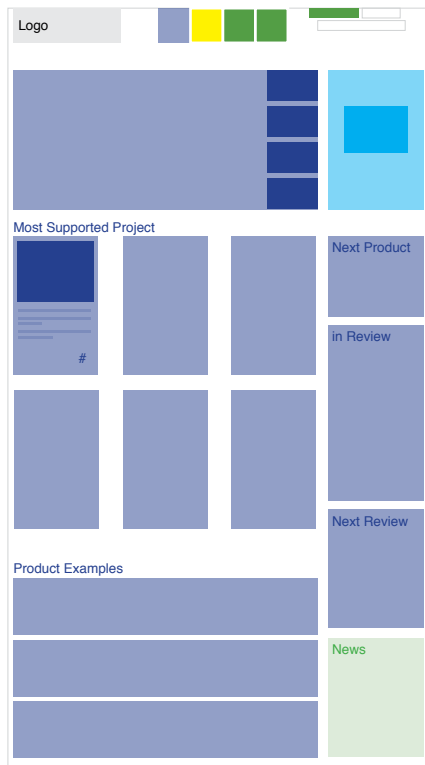 Logo
Most Supported Project
#
Next Product
in Review
Next Review
Product Examples
News